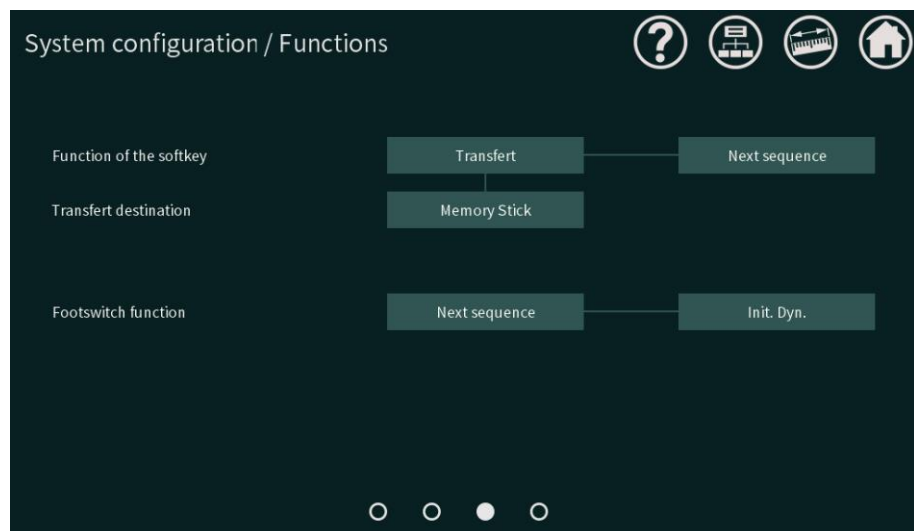 System configuration / Functions
?
Function of the softkey Transfert Next sequence
Transfert destination Memory Stick
Footswitch function Next sequence Init. Dyn.